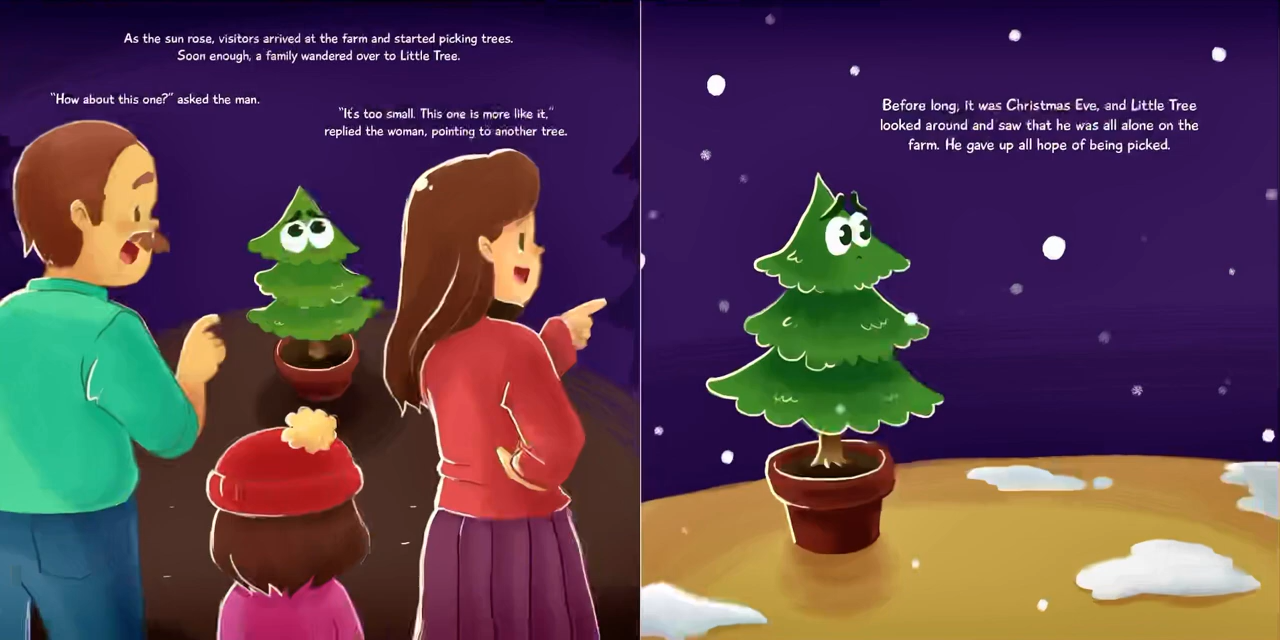 As the sun rose, visitors arrived at the farm and started picking trees.
Soon enough, a family wandered over to Little Tree.
"How about this one?" asked the man.
"It's too small. This one is more like it,"
replied the woman, pointing to another tree.
Before long, it was Christmas Eve, and Little Tree
looked around and saw that he was all alone on the
farm. He gave up all hope of being picked.